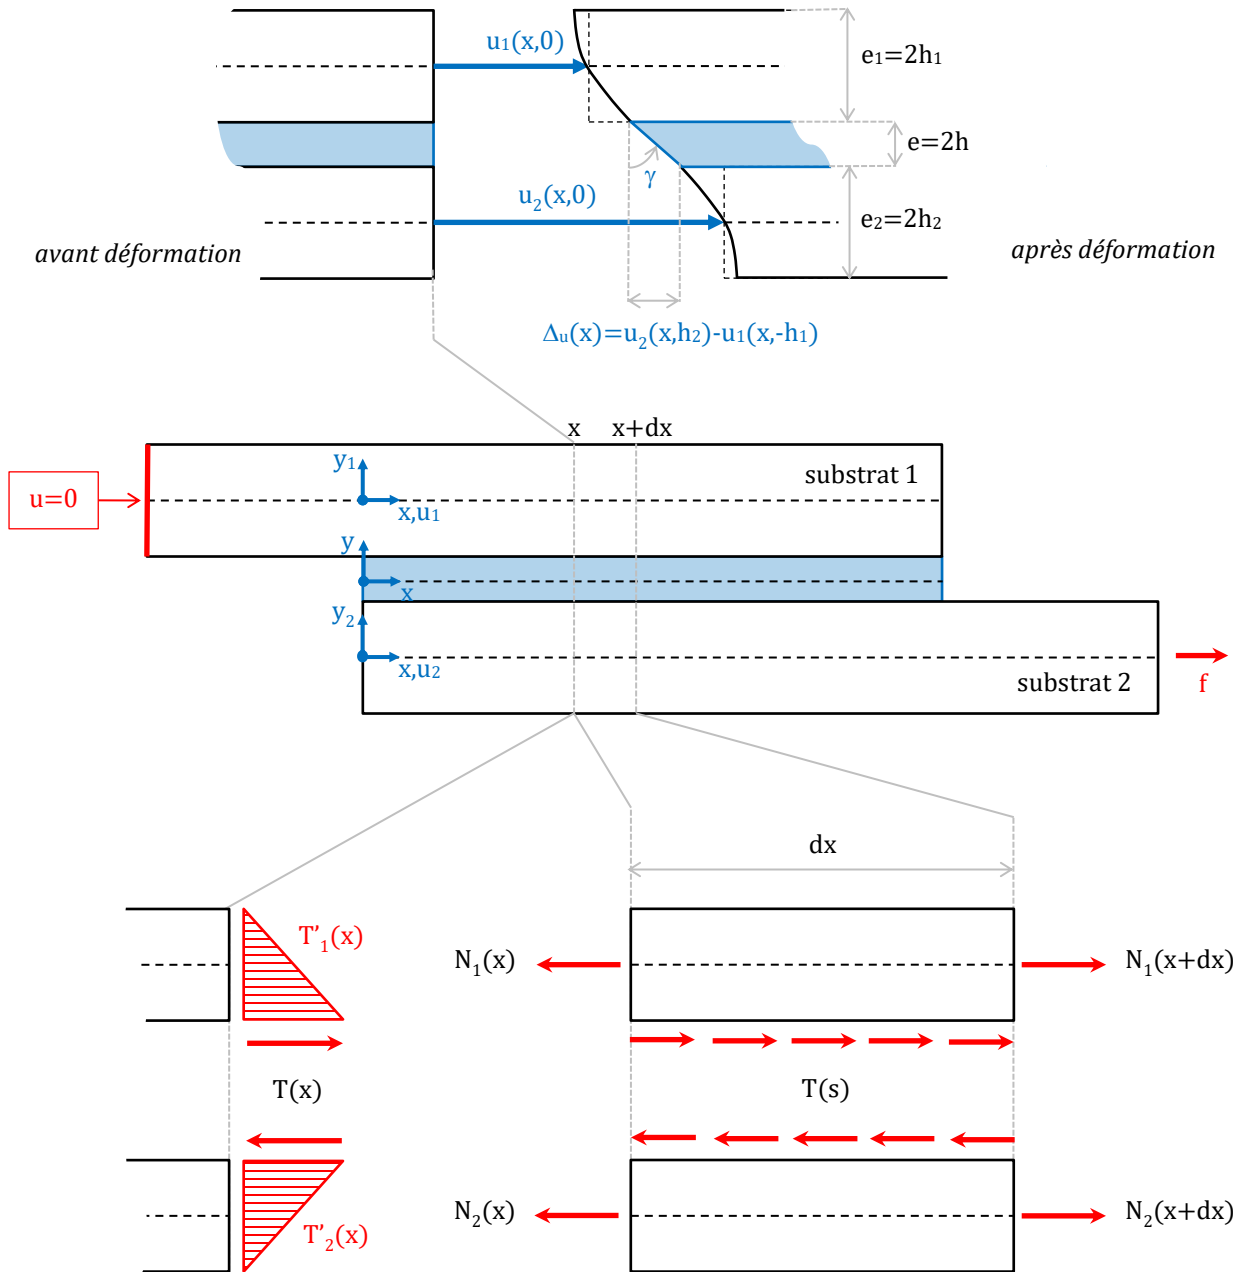 u₁(x,0)
e₁=2h₁
e=2h
γ
u₂(x,0)
e₂=2h₂
avant déformation
après déformation
Δu(x)=u₂(x,h₂)-u₁(x,-h₁)
x
x+dx
y₁
substrat 1
u=0
x,u₁
y
x
y₂
x,u₂
substrat 2
f
dx
T'₁(x)
N₁(x)
N₁(x+dx)
T(x)
T(s)
T'₂(x)
N₂(x)
N₂(x+dx)